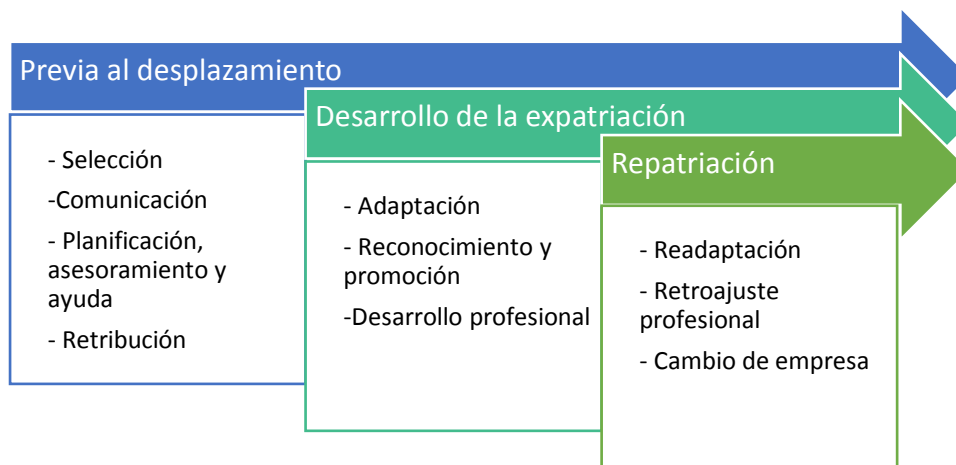 Previa al desplazamiento
- Selección
-Comunicación
- Planificación,
asesoramiento y
ayuda
- Retribución
Desarrollo de la expatriación
- Adaptación
- Reconocimiento y
promoción
-Desarrollo profesional
Repatriación
- Readaptación
- Retroajuste
profesional
- Cambio de empresa